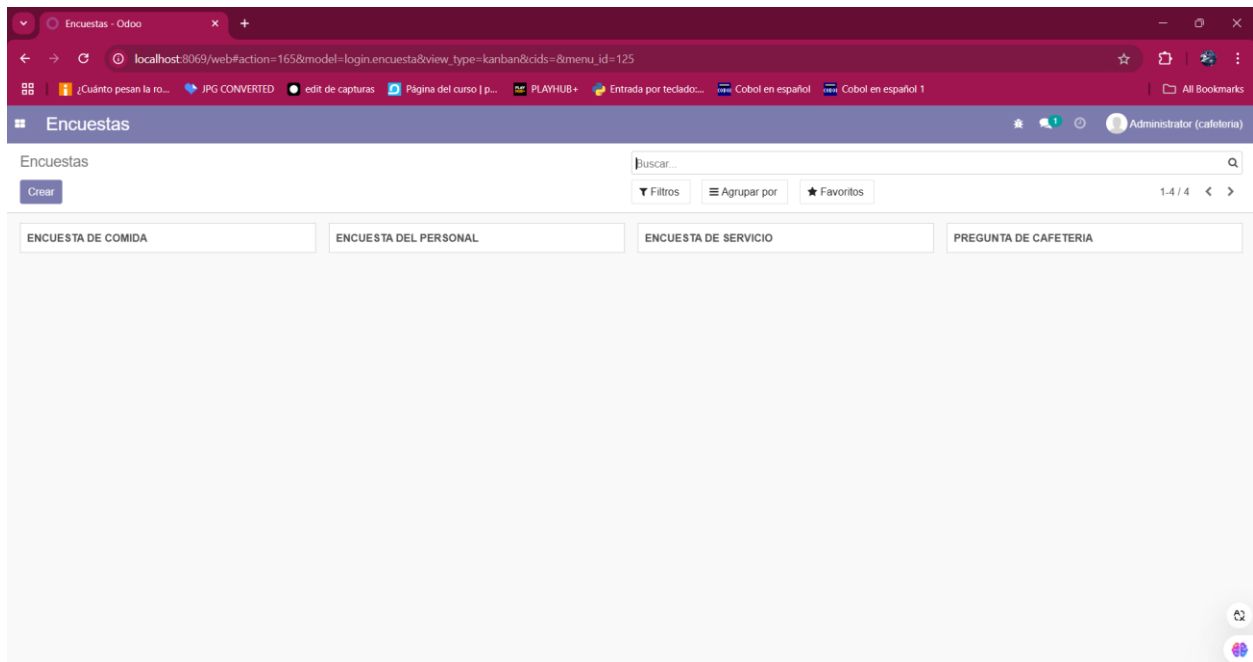 Encuestas - Odoo
localhost:8069/web#action=165&model=login.encuesta&view_type=kanban&cids=&menu_id=125
¿Cuánto pesan la ro... JPG CONVERTED edit de capturas Página del curso | p... PLAYHUB+ Entrada por teclado:... Cobol en español Cobol en español 1 All Bookmarks
Encuestas 1 Administrator (cafeteria)
Encuestas Buscar...
Crear Filtros Agrupar por Favoritos 1-4 / 4
ENCUESTA DE COMIDA ENCUESTA DEL PERSONAL ENCUESTA DE SERVICIO PREGUNTA DE CAFETERIA